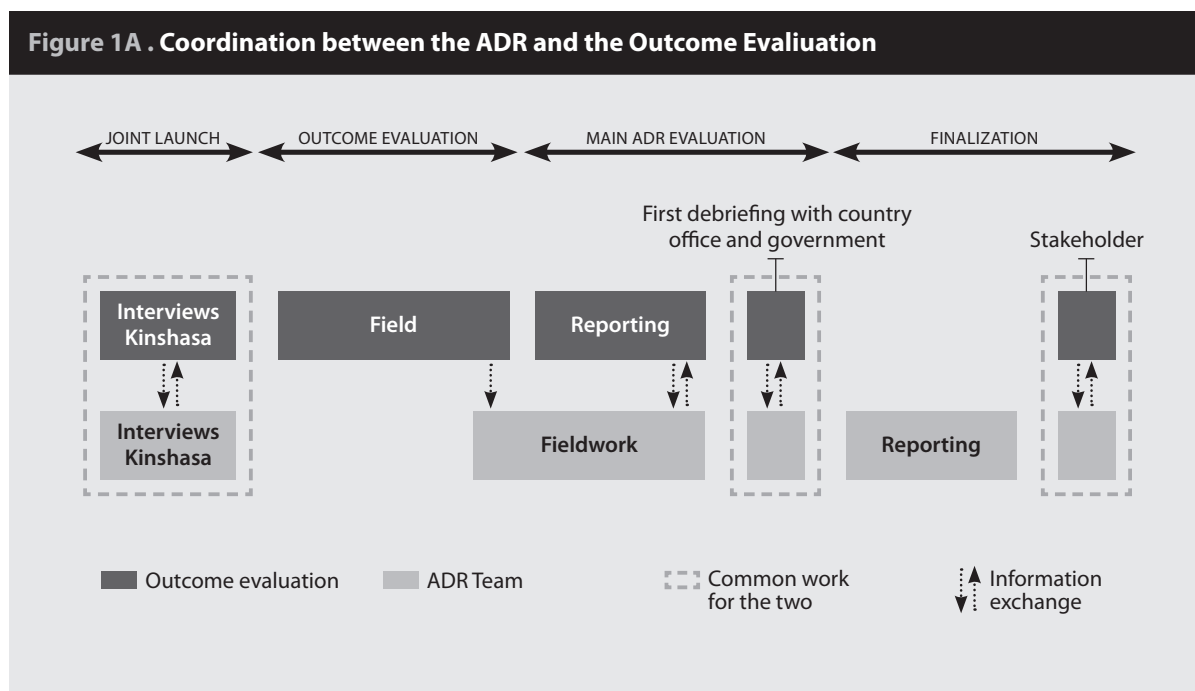 Figure 1A . Coordination between the ADR and the Outcome Evaliuation
JOINT LAUNCH
OUTCOME EVALUATION
MAIN ADR EVALUATION
FINALIZATION
First debriefing with country
office and government
Stakeholder
Interviews
Kinshasa
Field
Reporting
Interviews
Kinshasa
Fieldwork
Reporting
Outcome evaluation
ADR Team
Common work
for the two
Information
exchange